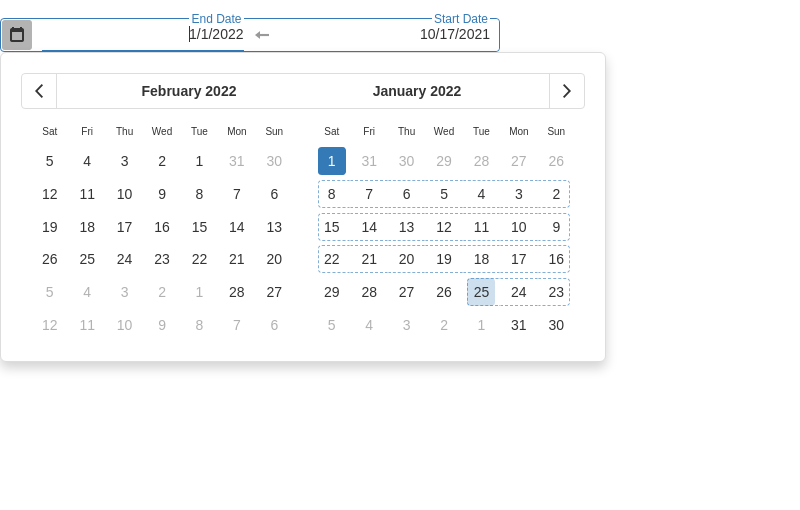 End Date Start Date
1/1/2022 10/17/2021
February 2022 January 2022
Sat Fri Thu Wed Tue Mon Sun Sat Fri Thu Wed Tue Mon Sun
5 4 3 2 1 31 30 1 31 30 29 28 27 26
12 11 10 9 8 7 6 8 7 6 5 4 3 2
19 18 17 16 15 14 13 15 14 13 12 11 10 9
26 25 24 23 22 21 20 22 21 20 19 18 17 16
5 4 3 2 1 28 27 29 28 27 26 25 24 23
12 11 10 9 8 7 6 5 4 3 2 1 31 30